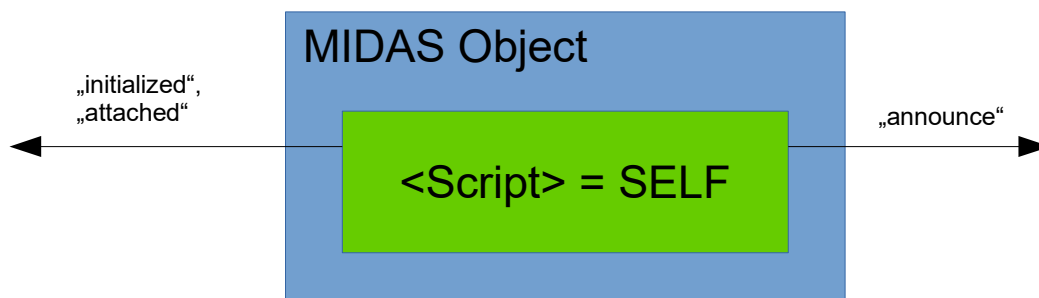 MIDAS Object
„initialized“,
„attached“
„announce“
<Script> = SELF